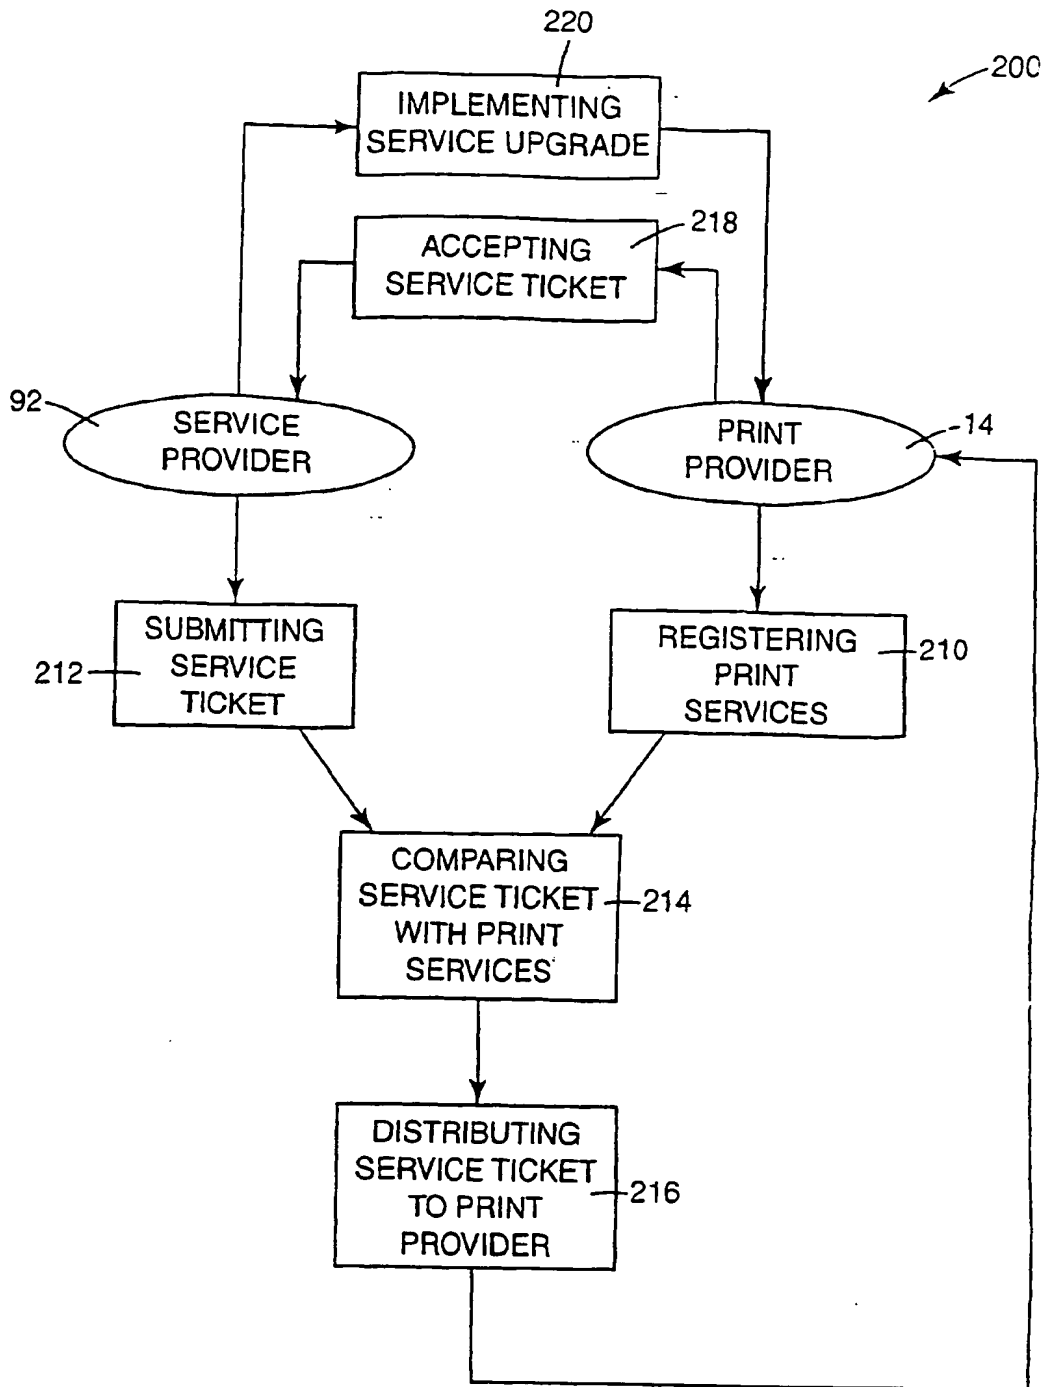 220
200
IMPLEMENTING
SERVICE UPGRADE
218
ACCEPTING
SERVICE TICKET
92
SERVICE
PROVIDER
PRINT
PROVIDER
14
212
SUBMITTING
SERVICE
TICKET
REGISTERING
PRINT
SERVICES
210
COMPARING
SERVICE TICKET
WITH PRINT
SERVICES
214
DISTRIBUTING
SERVICE TICKET
TO PRINT
PROVIDER
216